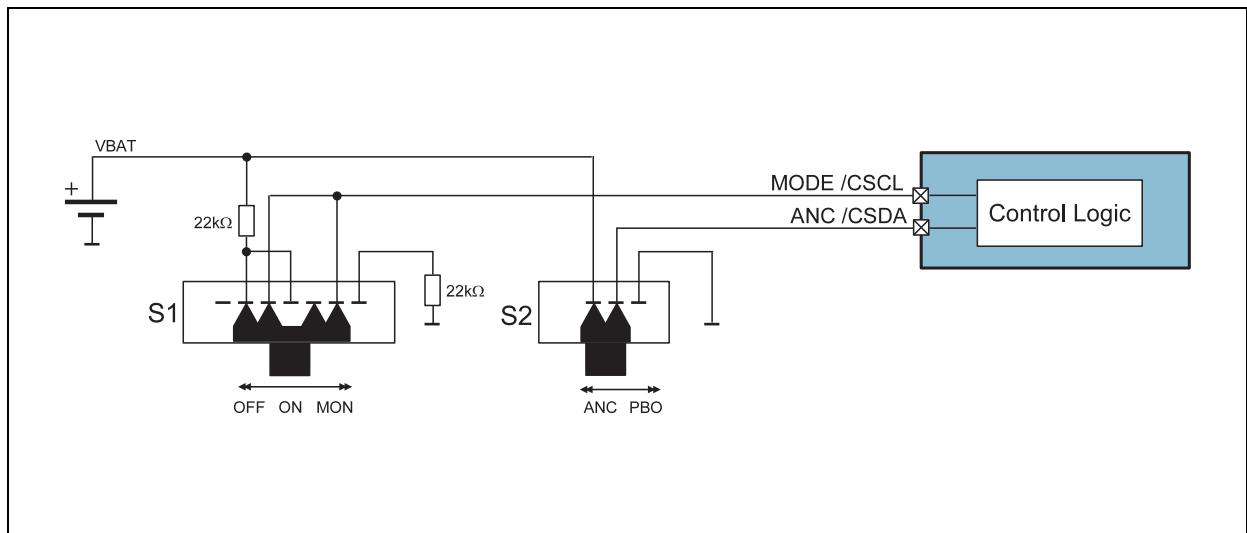 VBAT
+
22kΩ
MODE /CSCL
ANC /CSDA
Control Logic
22kΩ
S1
S2
OFF ON MON
ANC PBO